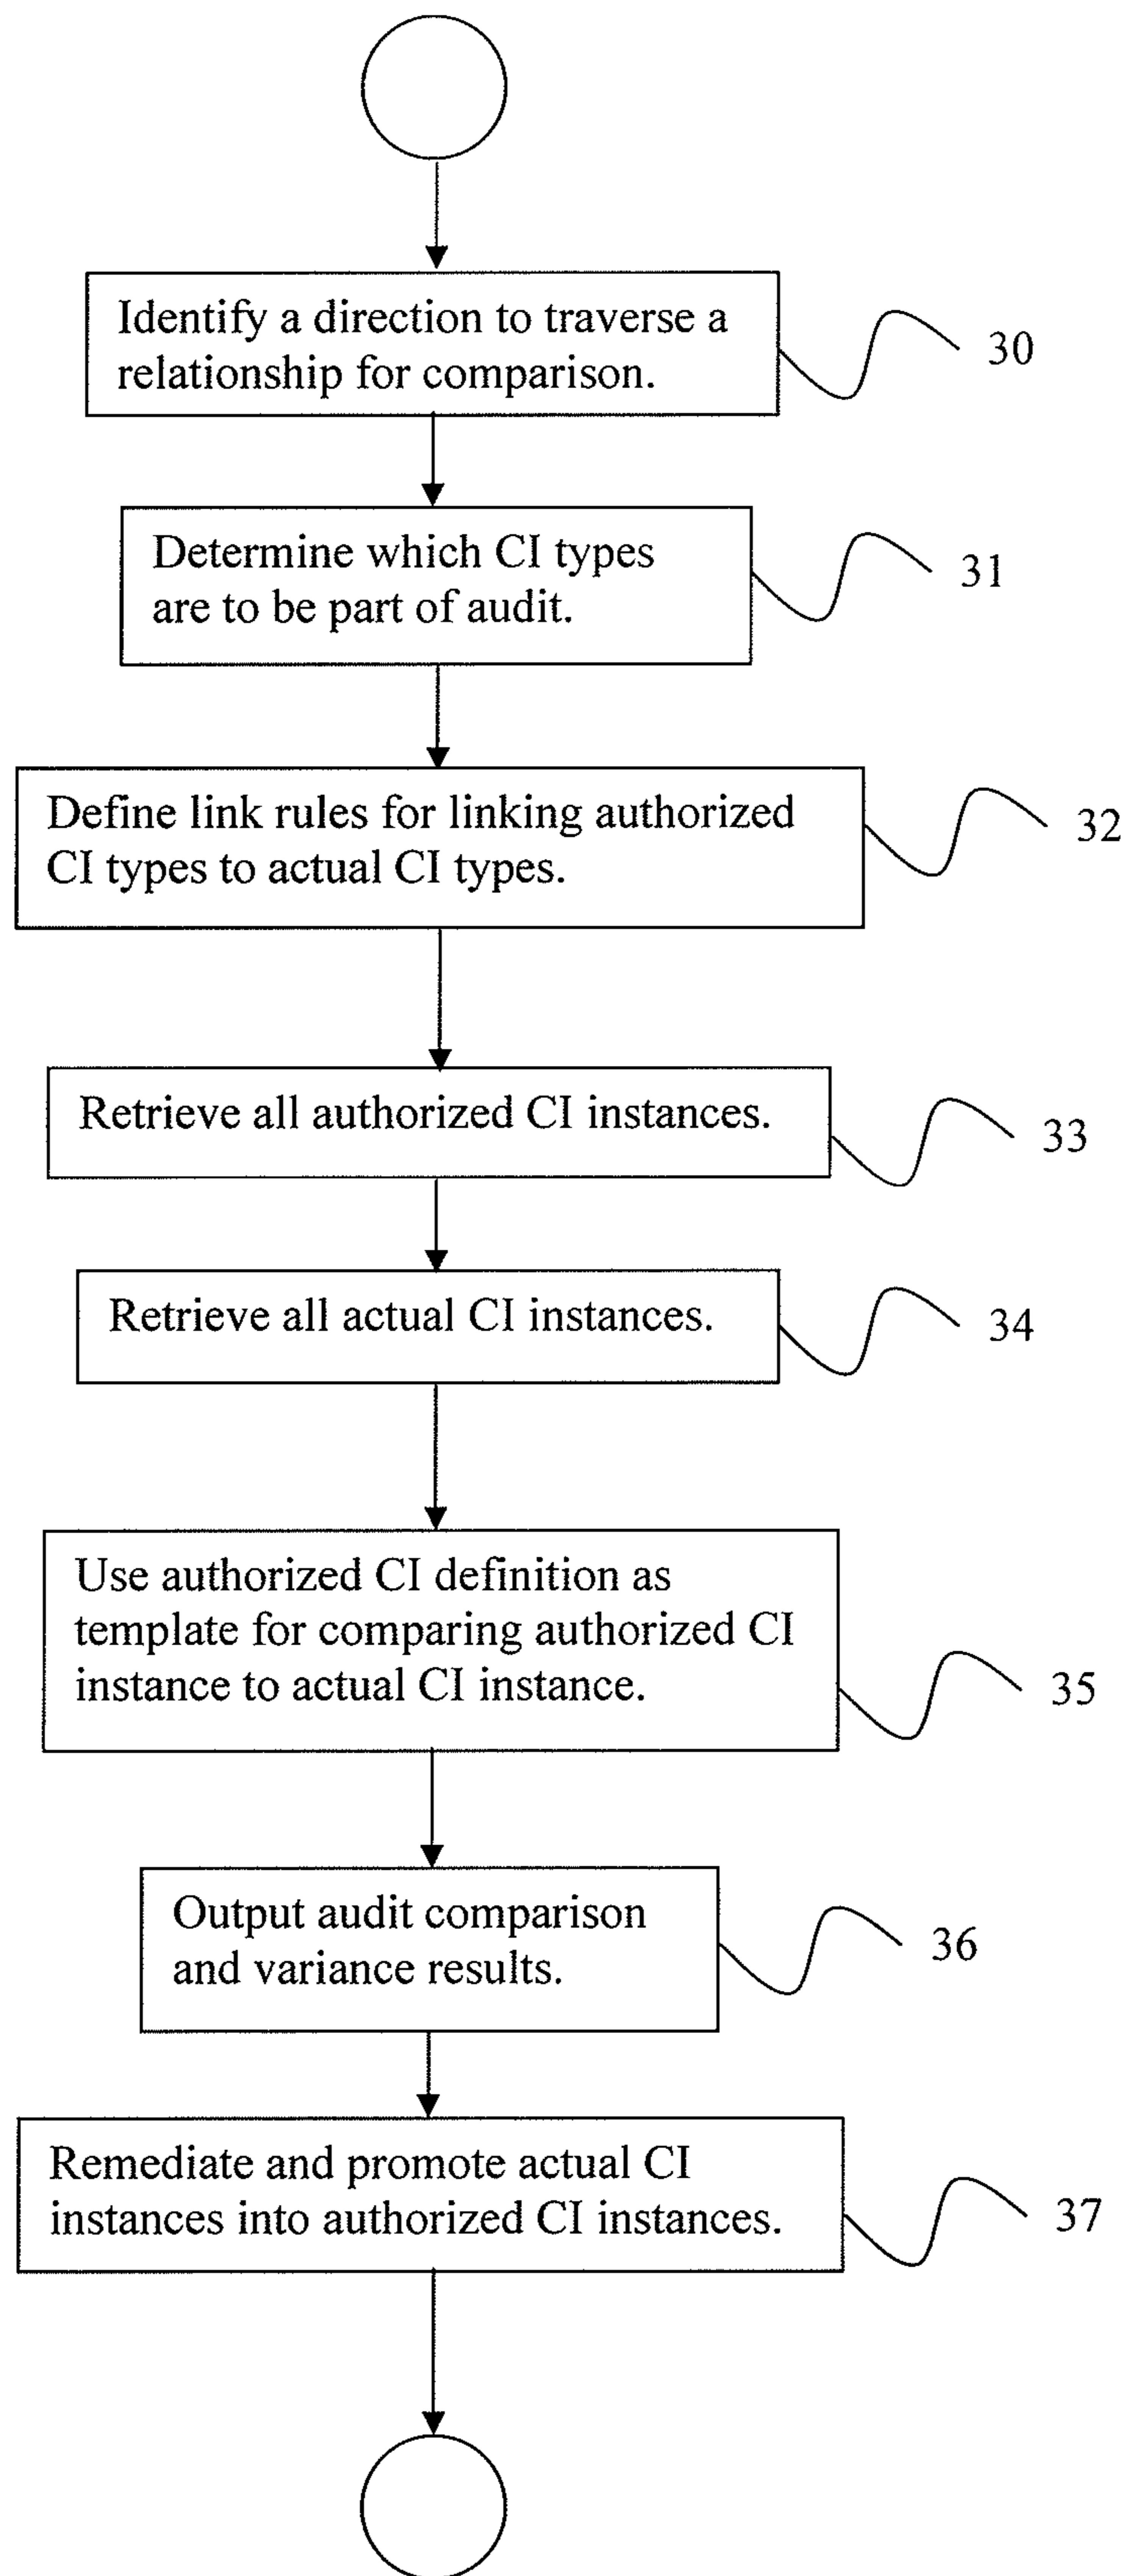 Identify a direction to traverse a
relationship for comparison.
30
Determine which CI types
are to be part of audit.
31
Define link rules for linking authorized
CI types to actual CI types.
32
Retrieve all authorized CI instances.
33
Retrieve all actual CI instances.
34
Use authorized CI definition as
template for comparing authorized CI
instance to actual CI instance.
35
Output audit comparison
and variance results.
36
Remediate and promote actual CI
instances into authorized CI instances.
37